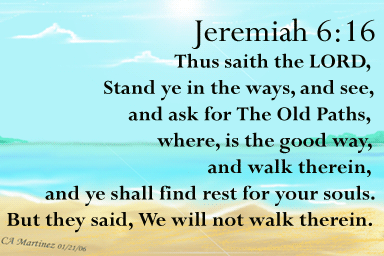 Jeremiah 6:16
Thus saith the LORD,
Stand ye in the ways, and see,
and ask for The Old Paths,
where, is the good way,
and walk therein,
and ye shall find rest for your souls.
But they said, We will not walk therein.
CA Martinez 01/21/06